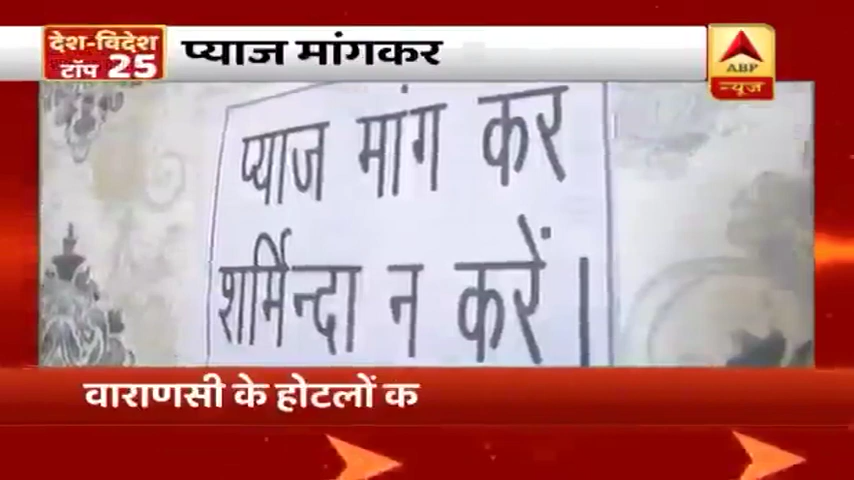 देश-विदेश
टॉप 25
प्याज मांगकर
ABP
न्यूज़
प्याज मांग कर
शर्मिन्दा न करें।
वाराणसी के होटलों क